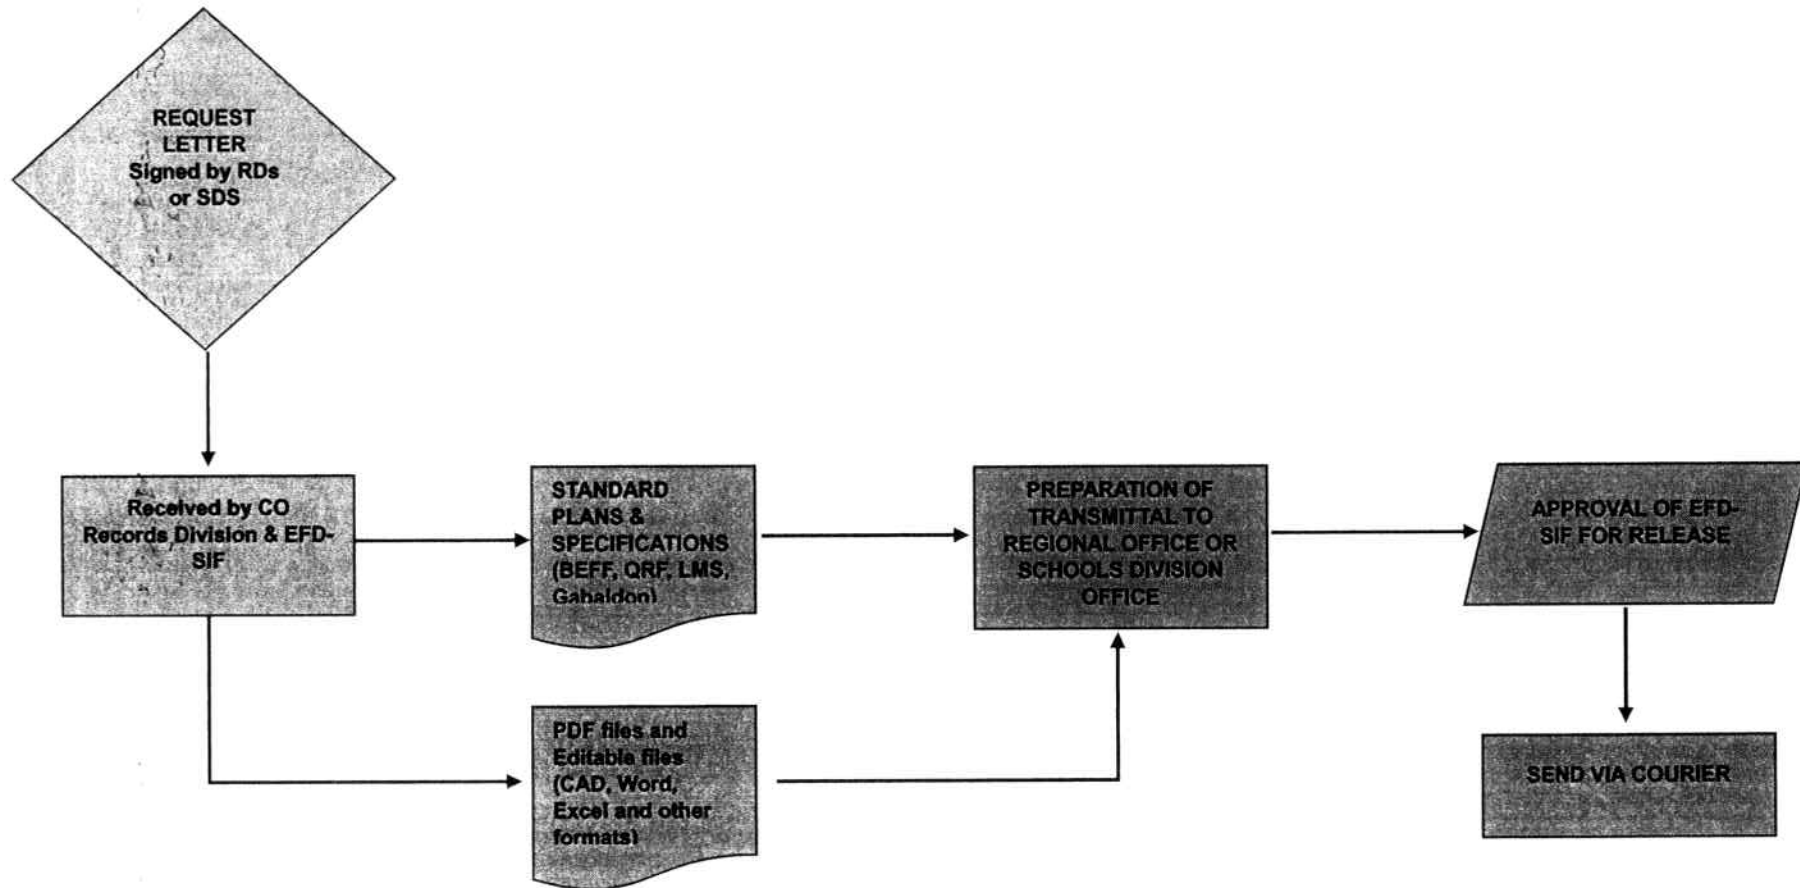 REQUEST
LETTER
Signed by RDs
or SDS
Received by CO
Records Division & EFD-
SIF
STANDARD
PLANS &
SPECIFICATIONS
(BEFF, QRF, LMS,
Gabaldon)
PREPARATION OF
TRANSMITTAL TO
REGIONAL OFFICE OR
SCHOOLS DIVISION
OFFICE
APPROVAL OF EFD-
SIF FOR RELEASE
PDF files and
Editable files
(CAD, Word,
Excel and other
formats)
SEND VIA COURIER